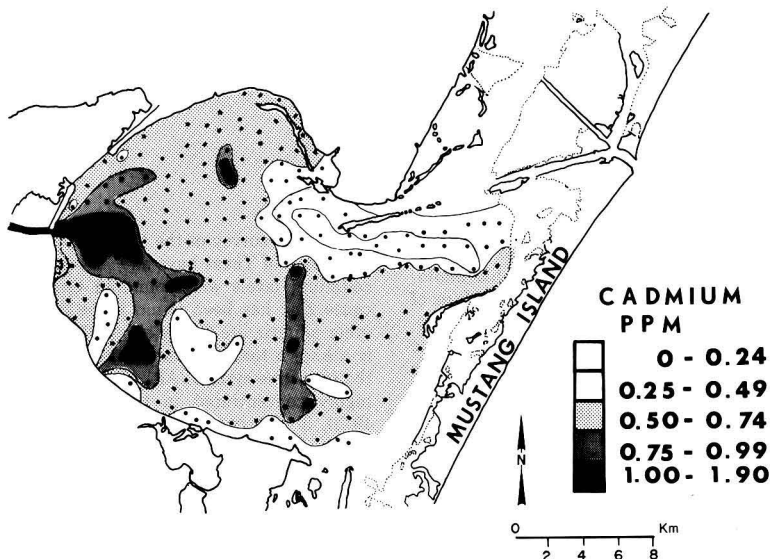 MUSTANG ISLAND
CADMIUM
PPM
0 - 0.24
0.25 - 0.49
0.50 - 0.74
0.75 - 0.99
1.00 - 1.90
N
0 Km
2 4 6 8